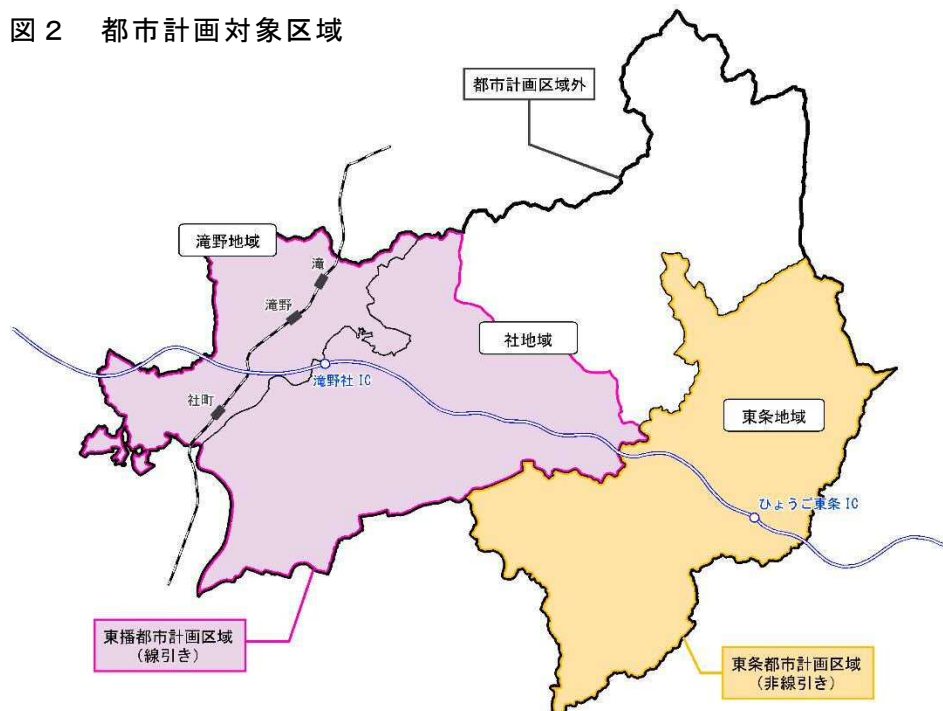 図２　都市計画対象区域
都市計画区域外
滝野地域
滝
滝野
社地域
滝野社 IC
社町
東条地域
ひょうご東条 IC
東播都市計画区域
(線引き)
東条都市計画区域
(非線引き)